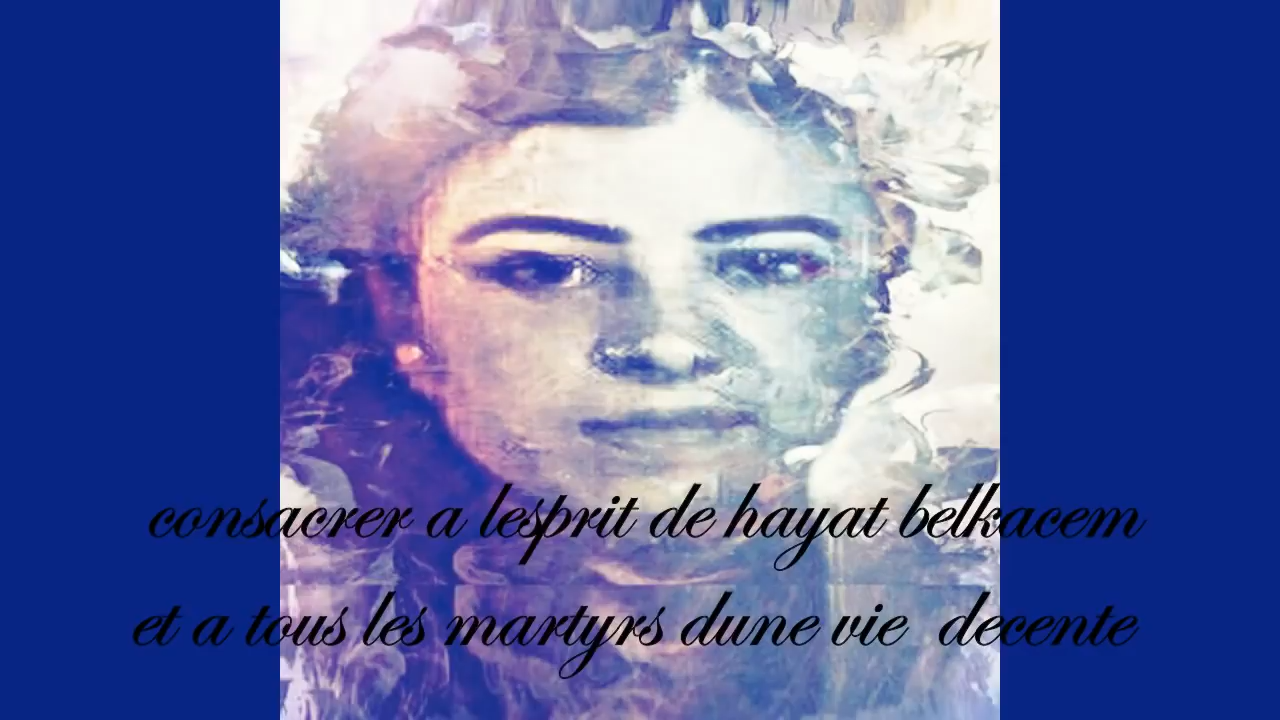 consacrer a lesprit de hayat belkacem
et a tous les martyrs dune vie decente